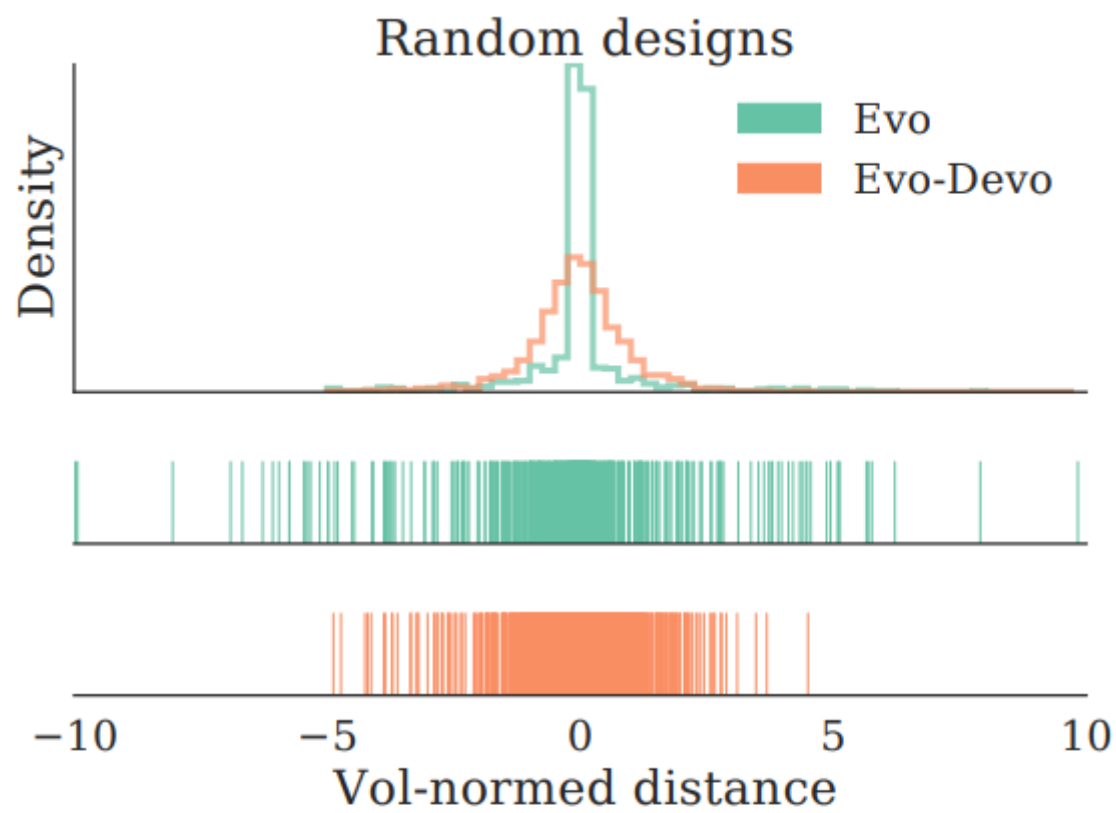 Random designs
Density
Evo
Evo-Devo
−10 −5 0 5 10
Vol-normed distance